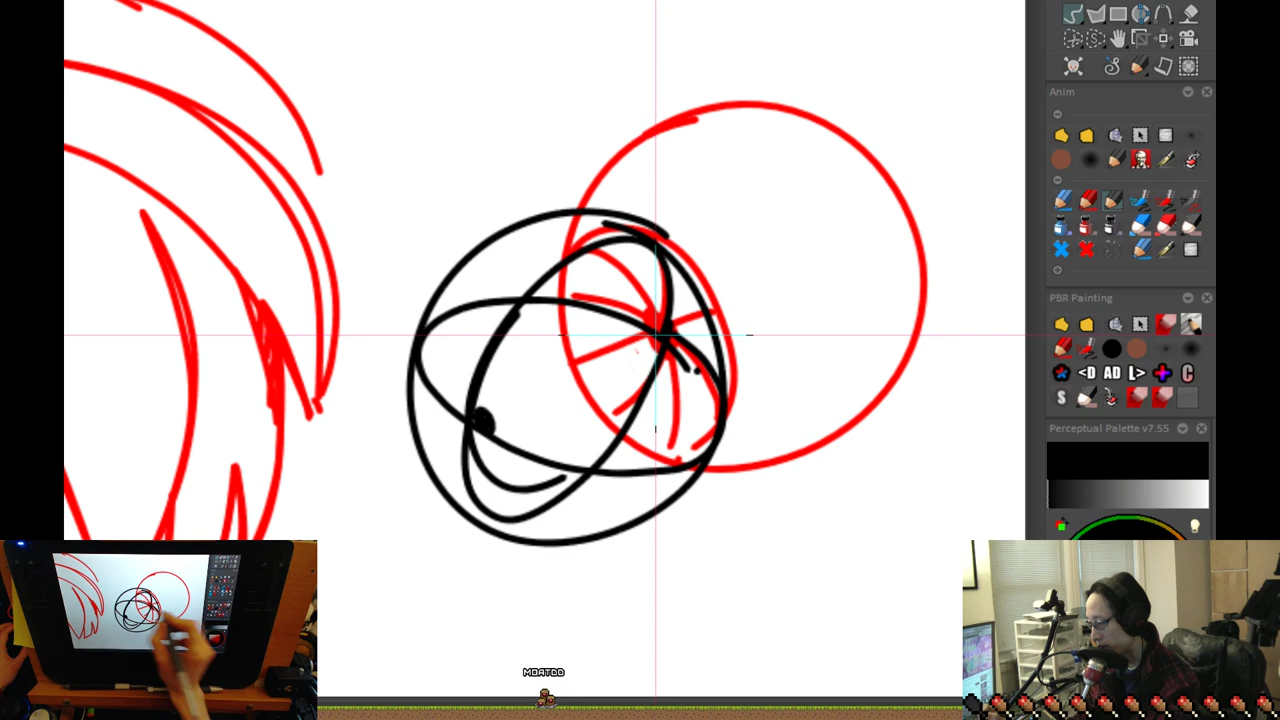 Anim
PBR Painting
<D AD L> C
S
Perceptual Palette v7.55
MOATDD